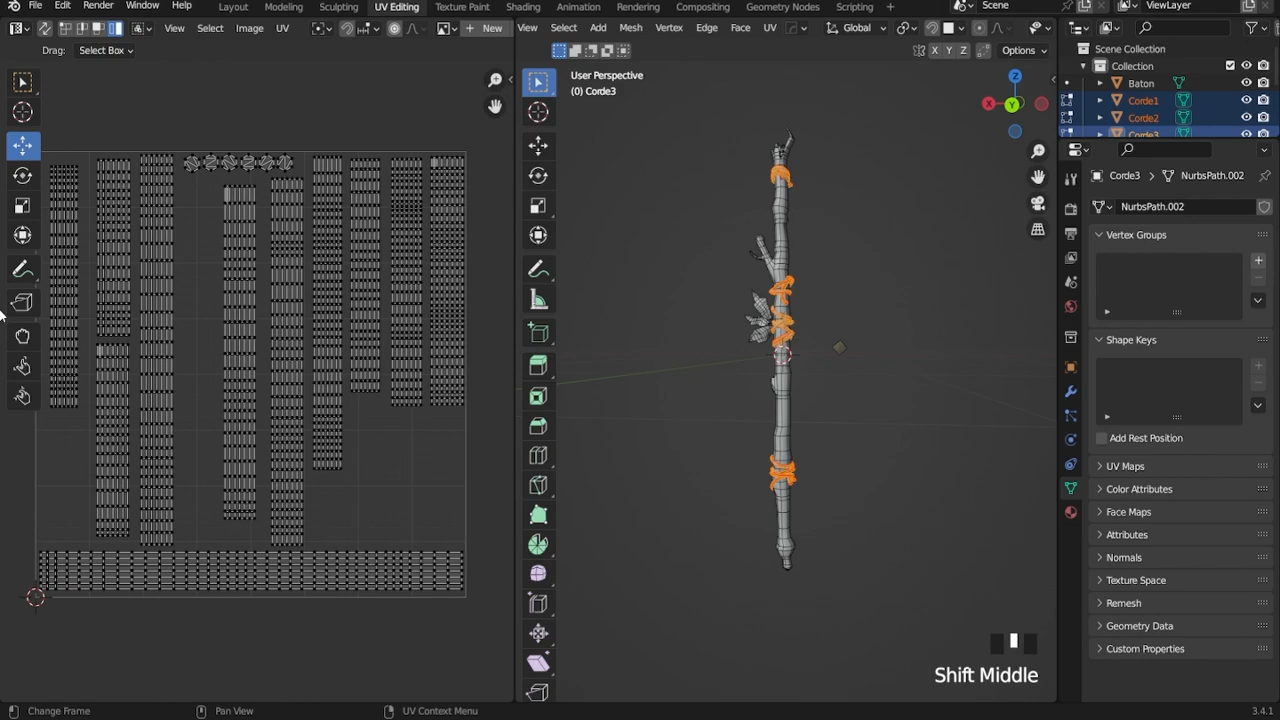 File Edit Render Window Help Layout Modeling Sculpting UV Editing Texture Paint Shading Animation Rendering Compositing Geometry Nodes Scripting + Scene ViewLayer
View Select Image UV + New View Select Add Mesh Vertex Edge Face UV Global
Drag: Select Box X Y Z Options
User Perspective
(0) Corde3
Z
X
Y
Scene Collection
Collection
Baton
Corde1
Corde2
Corde3
Corde3 > NurbsPath.002
NurbsPath.002
Vertex Groups
Shape Keys
Add Rest Position
UV Maps
Color Attributes
Face Maps
Attributes
Normals
Texture Space
Remesh
Geometry Data
Custom Properties
Shift Middle
Change Frame Pan View UV Context Menu 3.4.1